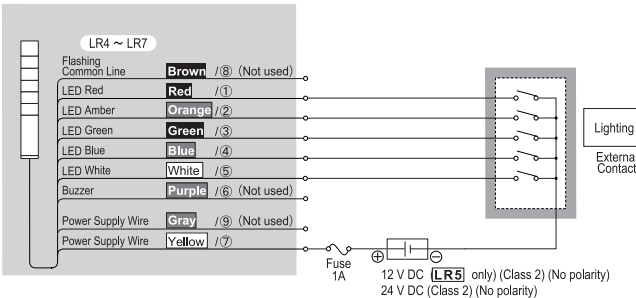 LR4 ～ LR7
Flashing
Common Line Brown /⑧ (Not used)
LED Red Red /①
LED Amber Orange /②
LED Green Green /③
LED Blue Blue /④
LED White White /⑤
Buzzer Purple /⑥ (Not used)
Power Supply Wire Gray /⑨ (Not used)
Power Supply Wire Yellow /⑦
Lighting
Externa
Contact
Fuse
1A
⊕ ⊖
12 V DC (LR5 only) (Class 2) (No polarity)
24 V DC (Class 2) (No polarity)